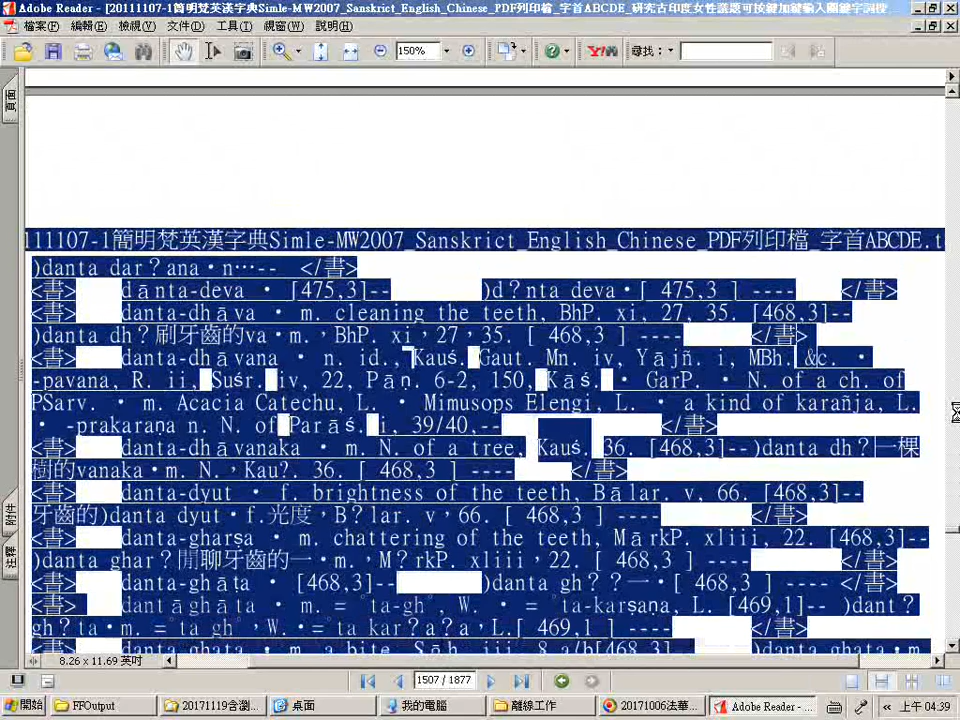 Adobe Reader - [20111107-1簡明梵英漢字典Simle-MW2007_Sanskrict_English_Chinese_PDF列印檔_字首ABCDE_研究古印度女性議題可按鍵加鍵輸入關鍵字詞搜
檔案(F) 編輯(E) 檢視(V) 文件(D) 工具(T) 視窗(W) 說明(H)
150% Y! 尋找:
頁面
111107-1簡明梵英漢字典Simle-MW2007_Sanskrict_English_Chinese_PDF列印檔_字首ABCDE.t
)danta dar？ana‧n…-- </書>
<書> dānta-deva ‧ [475,3]-- )d？nta deva‧[ 475,3 ] ---- </書>
<書> danta-dhāva ‧ m. cleaning the teeth, BhP. xi, 27, 35. [468,3]--
)danta dh？刷牙齒的va‧m.，BhP. xi，27，35. [ 468,3 ] ---- </書>
<書> danta-dhāvana ‧ n. id., Kauś. Gaut. Mn. iv, Yājñ. i, MBh. &c. ‧
-pavana, R. ii, Suśr. iv, 22, Pāṇ. 6-2, 150, Kāś. ‧ GarP. ‧ N. of a ch. of
PSarv. ‧ m. Acacia Catechu, L. ‧ Mimusops Elengi, L. ‧ a kind of karañja, L.
‧ -prakaraṇa n. N. of Parāś. i, 39/40,-- </書>
<書> danta-dhāvanaka ‧ m. N. of a tree, Kauś. 36. [468,3]--)danta dh？一棵
樹的vanaka‧m. N.，Kau?. 36. [ 468,3 ] ---- </書>
<書> danta-dyut ‧ f. brightness of the teeth, Bālar. v, 66. [468,3]--
牙齒的)danta dyut‧f.光度，B？lar. v，66. [ 468,3 ] ---- </書>
<書> danta-gharṣa ‧ m. chattering of the teeth, MārkP. xliii, 22. [468,3]--
)danta ghar？閒聊牙齒的一‧m.，M？rkP. xliii，22. [ 468,3 ] ---- </書>
<書> danta-ghāṭa ‧ [468,3]-- )danta gh？？一‧[ 468,3 ] ---- </書>
<書> dantāghāta ‧ m. = °ta-gh°, W. ‧ = °ta-karṣaṇa, L. [469,1]-- )dant？
gh？ta‧m. =°ta gh°，W.‧=°ta kar？a？a，L.[ 469,1 ] ---- </書>
<書> danta-ghata ‧ m. a bite, Sāh. iii, 8 a/b[468,3]-- )danta ghata‧m
附件
注釋
8.26 x 11.69 英吋
1507 / 1877
開始 FFOutput 20171119含瀏... 桌面 我的電腦 離線工作 20171006法華... Adobe Reader - ... « 上午 04:39